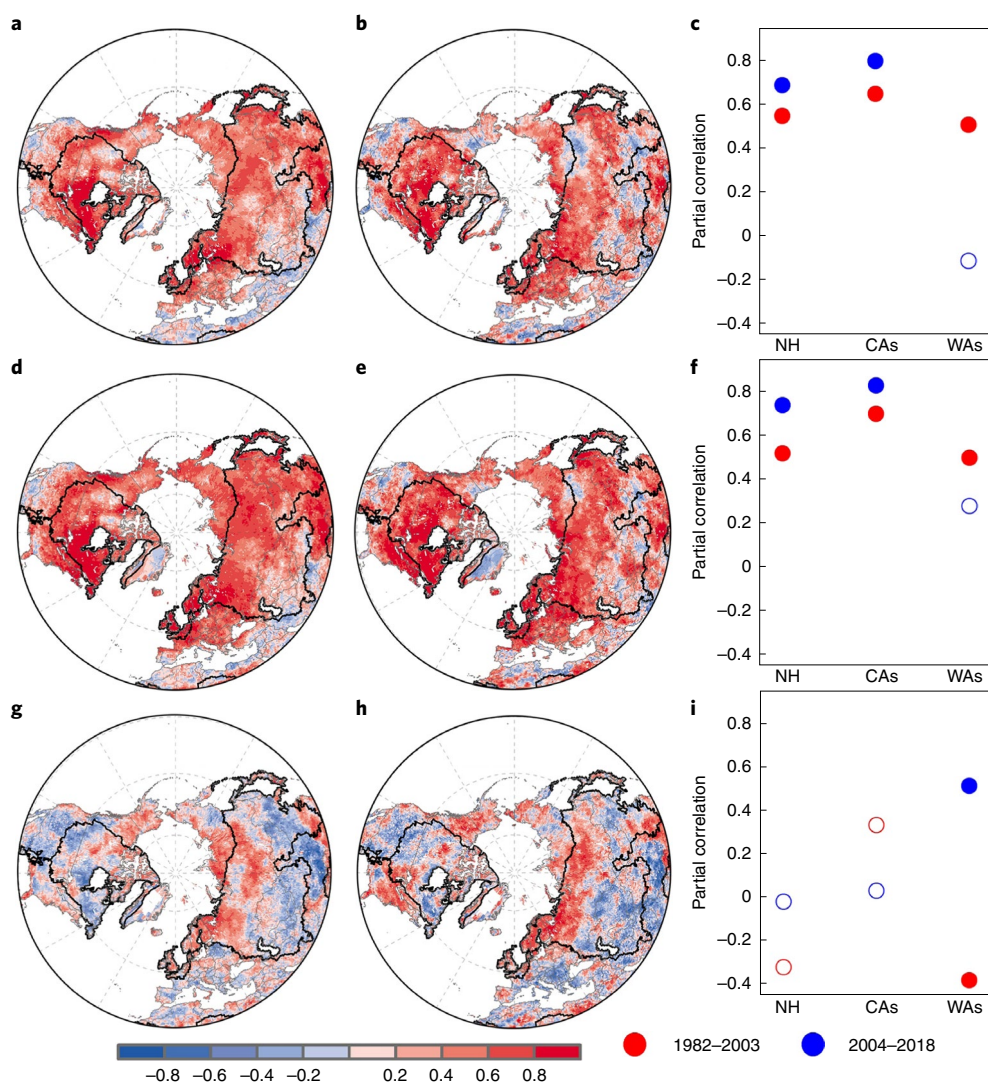 a
b
c
0.8
0.6
0.4
0.2
0
–0.2
–0.4
Partial correlation
NH CAs WAs
d
e
f
0.8
0.6
0.4
0.2
0
–0.2
–0.4
Partial correlation
NH CAs WAs
g
h
i
0.8
0.6
0.4
0.2
0
–0.2
–0.4
Partial correlation
NH CAs WAs
–0.8 –0.6 –0.4 –0.2 0.2 0.4 0.6 0.8
1982–2003 2004–2018